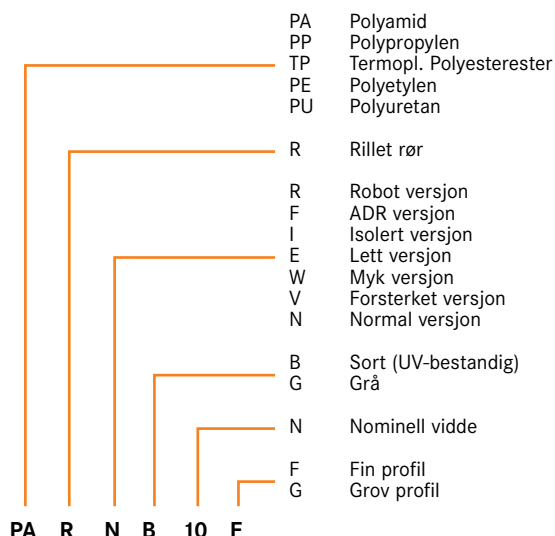 PA Polyamid
PP Polypropylen
TP Termopl. Polyesterester
PE Polyetylen
PU Polyuretan
R Rillet rør
R Robot versjon
F ADR versjon
I Isolert versjon
E Lett versjon
W Myk versjon
V Forsterket versjon
N Normal versjon
B Sort (UV-bestandig)
G Grå
N Nominell vidde
F Fin profil
G Grov profil
PA R N B 10 F